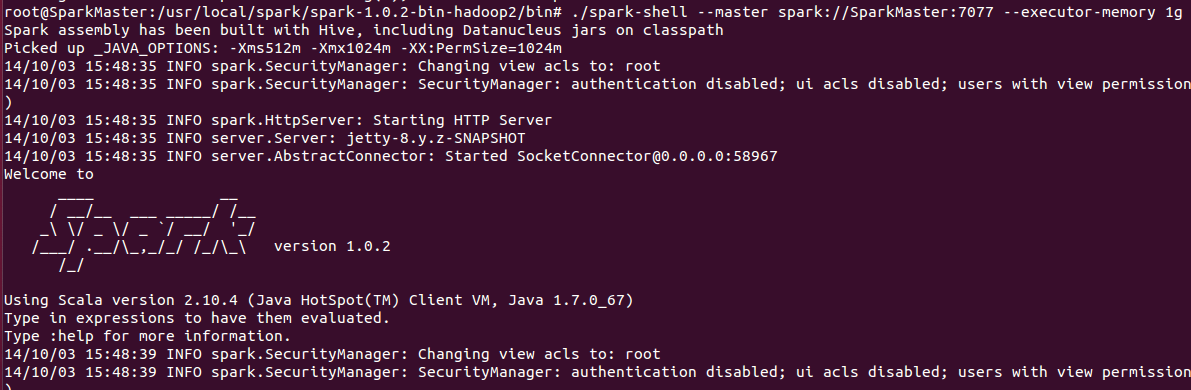 root@SparkMaster:/usr/local/spark/spark-1.0.2-bin-hadoop2/bin# ./spark-shell --master spark://SparkMaster:7077 --executor-memory 1g
Spark assembly has been built with Hive, including Datanucleus jars on classpath
Picked up _JAVA_OPTIONS: -Xms512m -Xmx1024m -XX:PermSize=1024m
14/10/03 15:48:35 INFO spark.SecurityManager: Changing view acls to: root
14/10/03 15:48:35 INFO spark.SecurityManager: SecurityManager: authentication disabled; ui acls disabled; users with view permission
)
14/10/03 15:48:35 INFO spark.HttpServer: Starting HTTP Server
14/10/03 15:48:35 INFO server.Server: jetty-8.y.z-SNAPSHOT
14/10/03 15:48:35 INFO server.AbstractConnector: Started SocketConnector@0.0.0.0:58967
Welcome to
      ____              __
     / __/__  ___ _____/ /__
    _\ \/ _ \/ _ `/ __/  '_/
   /___/ .__/\_,_/_/ /_/\_\   version 1.0.2
      /_/
Using Scala version 2.10.4 (Java HotSpot(TM) Client VM, Java 1.7.0_67)
Type in expressions to have them evaluated.
Type :help for more information.
14/10/03 15:48:39 INFO spark.SecurityManager: Changing view acls to: root
14/10/03 15:48:39 INFO spark.SecurityManager: SecurityManager: authentication disabled; ui acls disabled; users with view permission
)